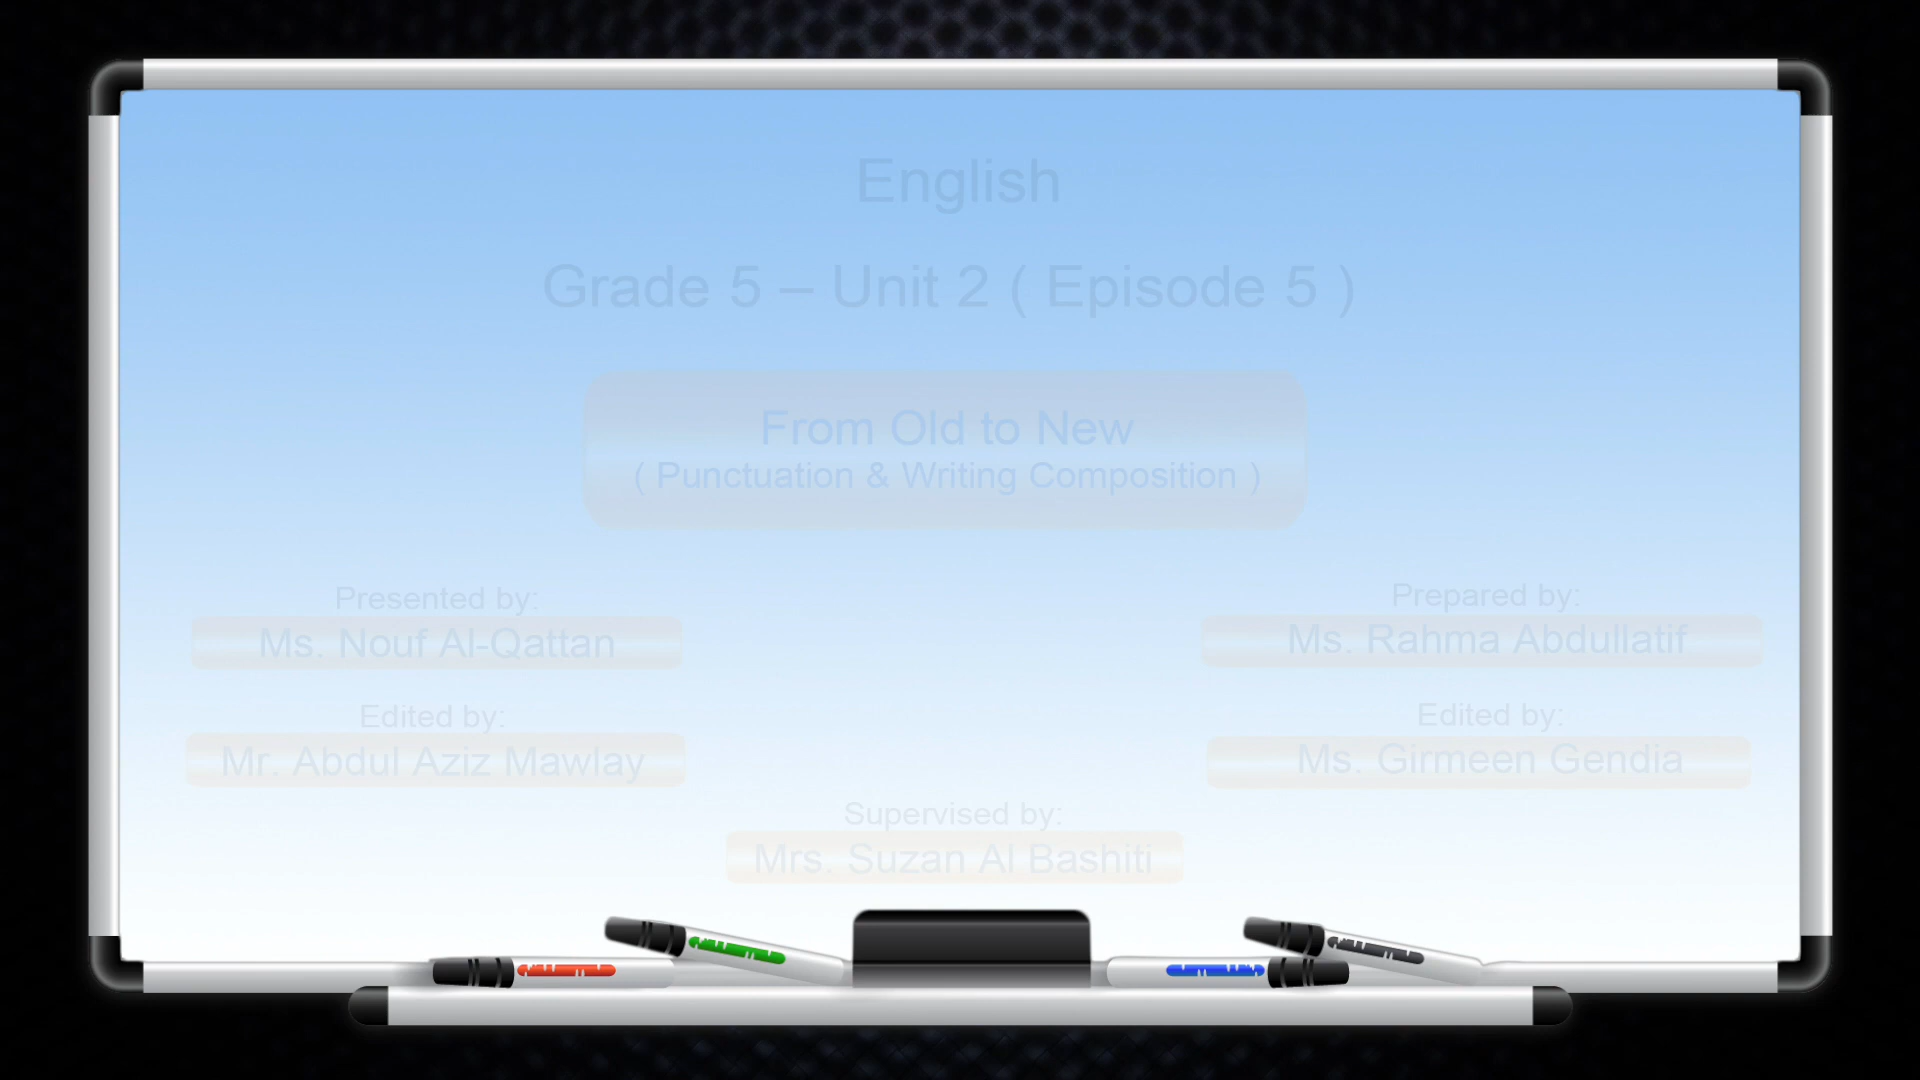 English
Grade 5 – Unit 2 ( Episode 5 )
From Old to New
( Punctuation & Writing Composition )
Presented by:
Ms. Nouf Al-Qattan
Prepared by:
Ms. Rahma Abdullatif
Edited by:
Mr. Abdul Aziz Mawlay
Edited by:
Ms. Girmeen Gendia
Supervised by:
Mrs. Suzan Al Bashiti